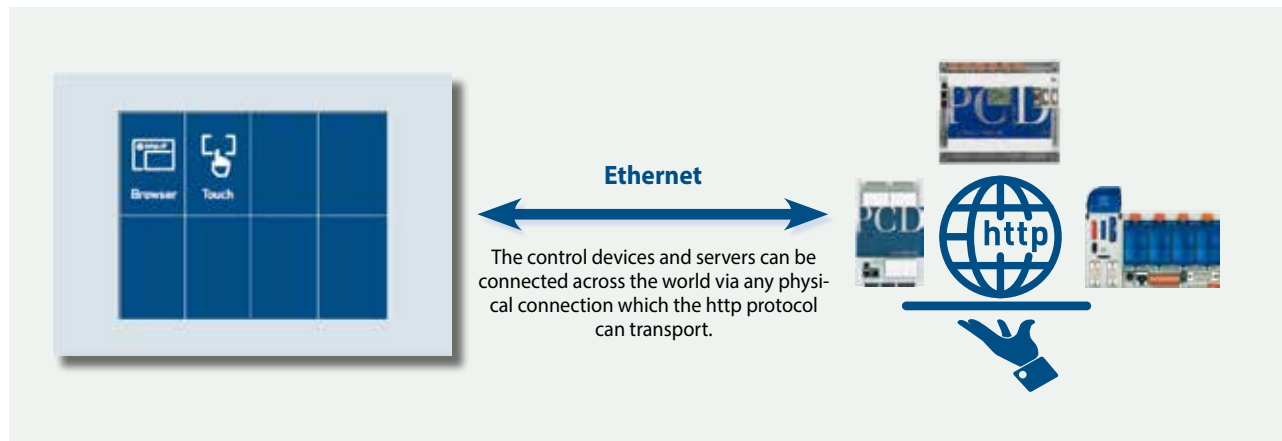 Browser
Touch
Ethernet
The control devices and servers can be
connected across the world via any physi-
cal connection which the http protocol
can transport.
PCD
PCD
http